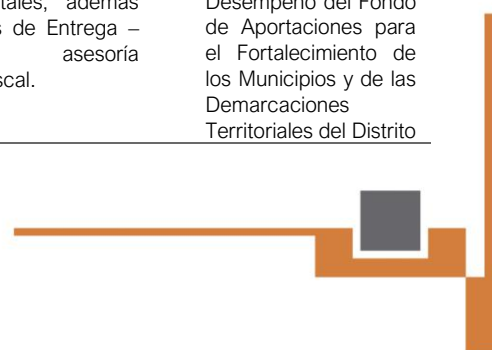 tales, además
s de Entrega –
asesoría
scal.
Desempeño del Fondo
de Aportaciones para
el Fortalecimiento de
los Municipios y de las
Demarcaciones
Territoriales del Distrito